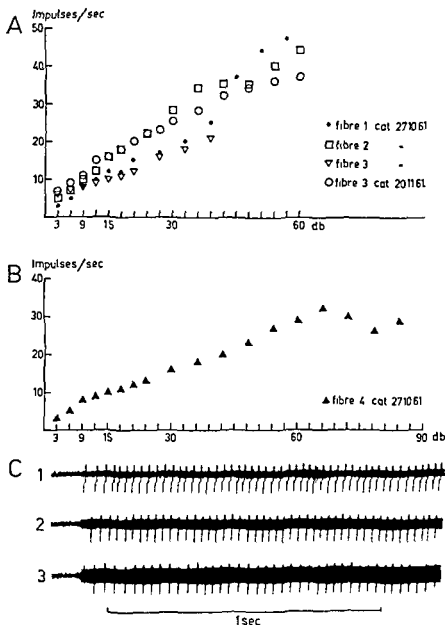 A
Impulses/sec
50
40
30
20
10
fibre 1 cat 271061
fibre 2 "
fibre 3 "
fibre 3 cat 201161
3 9 15 30 60 db
B
Impulses/sec
40
30
20
10
fibre 4 cat 271061
3 9 15 30 60 90 db
C
1
2
3
1sec